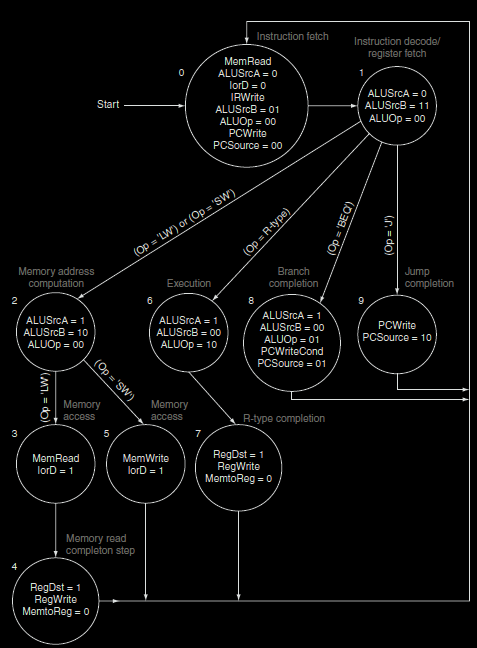 Instruction fetch
Instruction decode/
register fetch
0
MemRead
ALUSrcA = 0
IorD = 0
IRWrite
ALUSrcB = 01
ALUOp = 00
PCWrite
PCSource = 00
1
ALUSrcA = 0
ALUSrcB = 11
ALUOp = 00
Start
(Op = 'LW') or (Op = 'SW')
(Op = R-type)
(Op = 'BEQ')
(Op = 'J')
Memory address
computation
2
ALUSrcA = 1
ALUSrcB = 10
ALUOp = 00
Execution
6
ALUSrcA = 1
ALUSrcB = 00
ALUOp = 10
Branch
completion
8
ALUSrcA = 1
ALUSrcB = 00
ALUOp = 01
PCWriteCond
PCSource = 01
Jump
completion
9
PCWrite
PCSource = 10
(Op = 'LW')
(Op = 'SW')
Memory
access
3
MemRead
IorD = 1
Memory
access
5
MemWrite
IorD = 1
R-type completion
7
RegDst = 1
RegWrite
MemtoReg = 0
Memory read
completon step
4
RegDst = 1
RegWrite
MemtoReg = 0